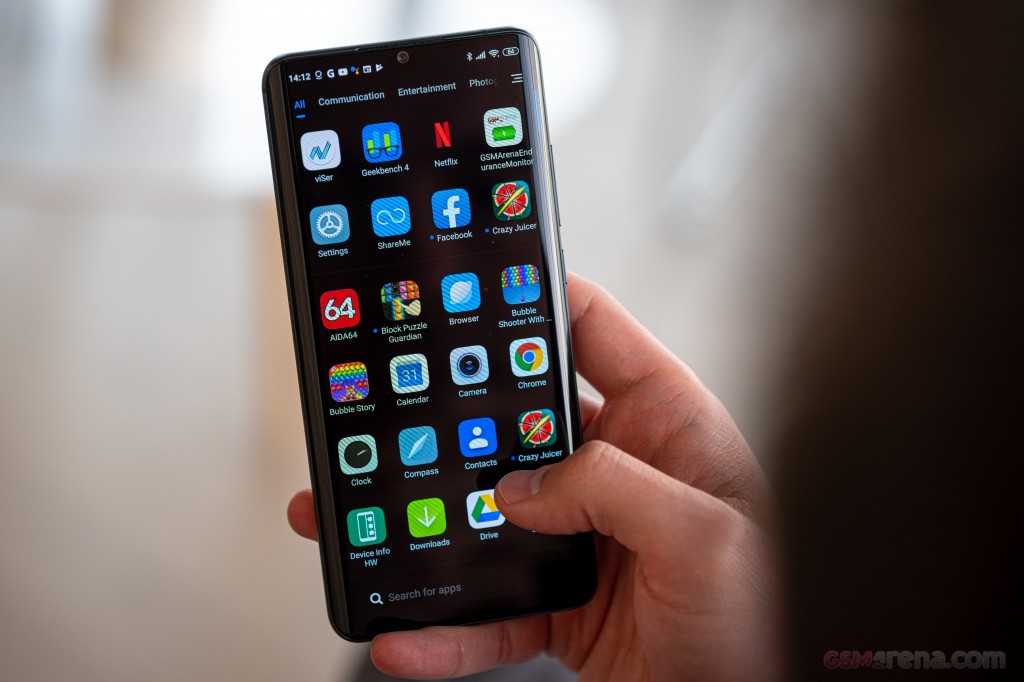 14:12 G 84
All Communication Entertainment Photog
viSer Geekbench 4 Netflix GSMArenaEnd
uranceMonitor
Settings ShareMe Facebook Crazy Juicer
64
AIDA64 Block Puzzle Browser Bubble
Guardian Shooter With ...
31
Bubble Story Calendar Camera Chrome
Clock Compass Contacts Crazy Juicer
Device Info Downloads Drive
HW
Search for apps
GSMArena.com